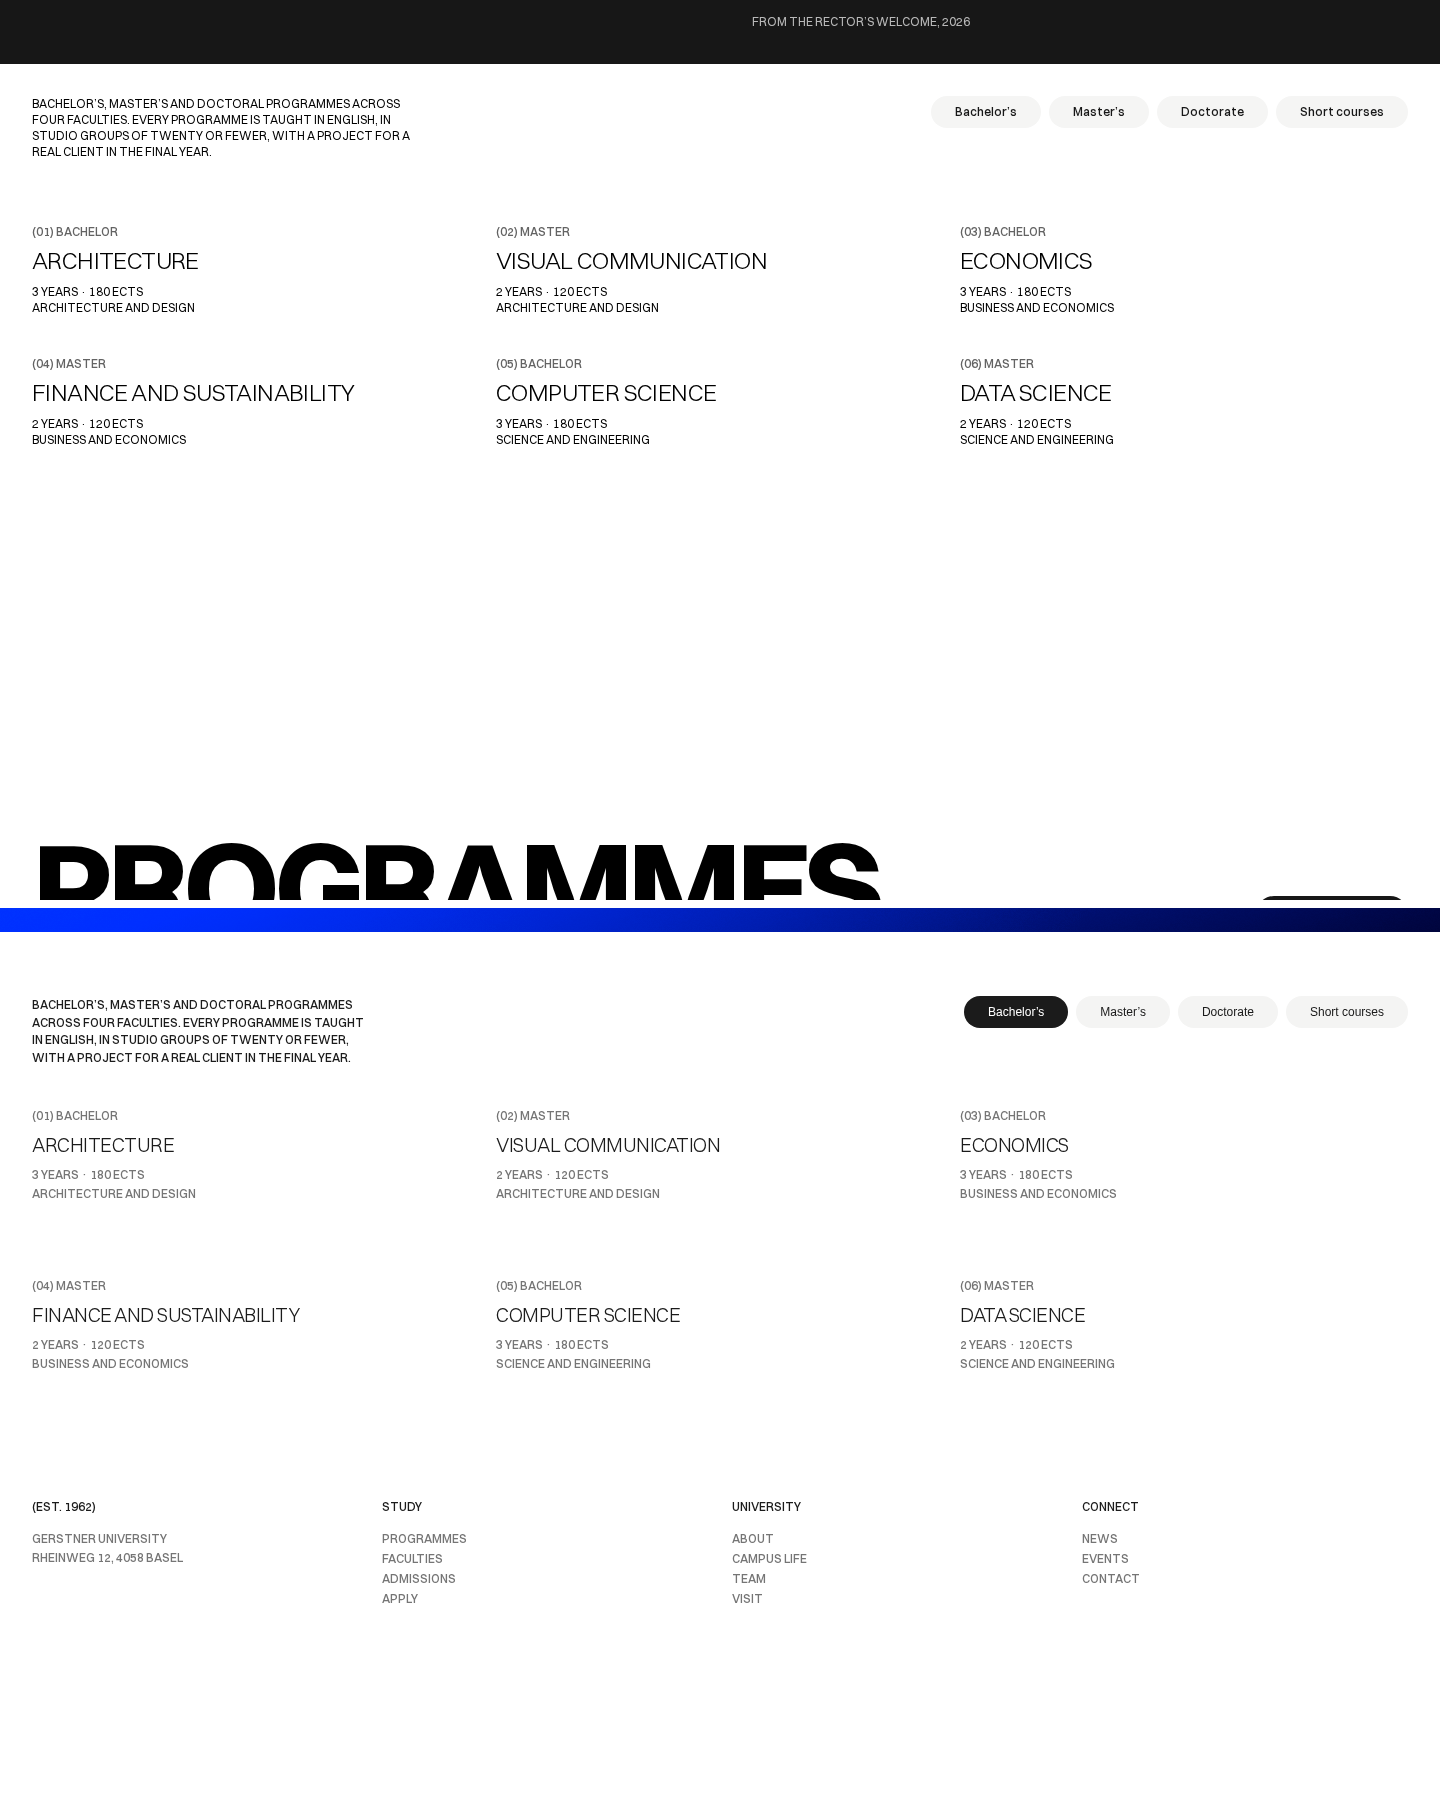 FROM THE RECTOR’S WELCOME, 2026
BACHELOR’S, MASTER’S AND DOCTORAL PROGRAMMES ACROSS
FOUR FACULTIES. EVERY PROGRAMME IS TAUGHT IN ENGLISH, IN
STUDIO GROUPS OF TWENTY OR FEWER, WITH A PROJECT FOR A
REAL CLIENT IN THE FINAL YEAR.
Bachelor’s
Master’s
Doctorate
Short courses
(01) BACHELOR
ARCHITECTURE
3 YEARS · 180 ECTS
ARCHITECTURE AND DESIGN
(02) MASTER
VISUAL COMMUNICATION
2 YEARS · 120 ECTS
ARCHITECTURE AND DESIGN
(03) BACHELOR
ECONOMICS
3 YEARS · 180 ECTS
BUSINESS AND ECONOMICS
(04) MASTER
FINANCE AND SUSTAINABILITY
2 YEARS · 120 ECTS
BUSINESS AND ECONOMICS
(05) BACHELOR
COMPUTER SCIENCE
3 YEARS · 180 ECTS
SCIENCE AND ENGINEERING
(06) MASTER
DATA SCIENCE
2 YEARS · 120 ECTS
SCIENCE AND ENGINEERING
PROGRAMMES
BACHELOR’S, MASTER’S AND DOCTORAL PROGRAMMES
ACROSS FOUR FACULTIES. EVERY PROGRAMME IS TAUGHT
IN ENGLISH, IN STUDIO GROUPS OF TWENTY OR FEWER,
WITH A PROJECT FOR A REAL CLIENT IN THE FINAL YEAR.
Bachelor’s
Master’s
Doctorate
Short courses
(01) BACHELOR
ARCHITECTURE
3 YEARS · 180 ECTS
ARCHITECTURE AND DESIGN
(02) MASTER
VISUAL COMMUNICATION
2 YEARS · 120 ECTS
ARCHITECTURE AND DESIGN
(03) BACHELOR
ECONOMICS
3 YEARS · 180 ECTS
BUSINESS AND ECONOMICS
(04) MASTER
FINANCE AND SUSTAINABILITY
2 YEARS · 120 ECTS
BUSINESS AND ECONOMICS
(05) BACHELOR
COMPUTER SCIENCE
3 YEARS · 180 ECTS
SCIENCE AND ENGINEERING
(06) MASTER
DATA SCIENCE
2 YEARS · 120 ECTS
SCIENCE AND ENGINEERING
(EST. 1962)
GERSTNER UNIVERSITY
RHEINWEG 12, 4058 BASEL
STUDY
PROGRAMMES
FACULTIES
ADMISSIONS
APPLY
UNIVERSITY
ABOUT
CAMPUS LIFE
TEAM
VISIT
CONNECT
NEWS
EVENTS
CONTACT